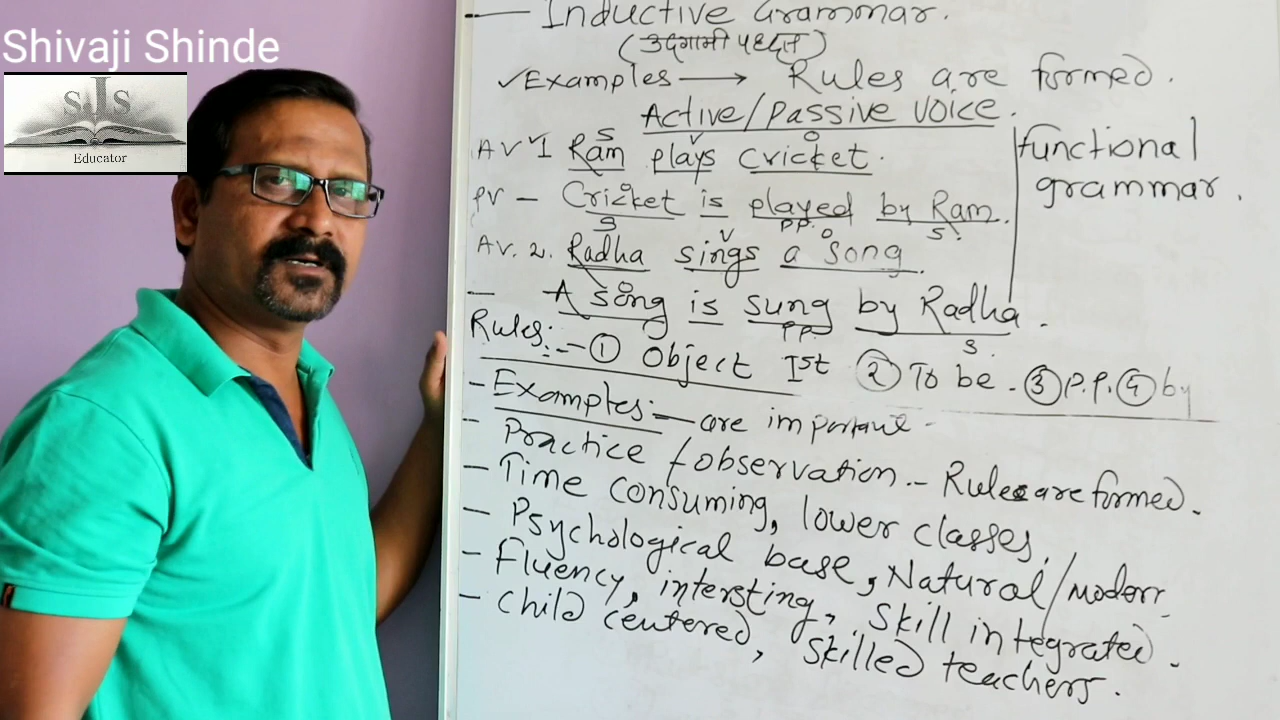 Shivaji Shinde
SJS
Educator
— Inductive Grammar.
(उद्गामी पध्दत)
✓Examples → Rules are formed.
Active/Passive Voice.
functional
grammar.
S V O
AV 1 Ram plays cricket.
O
PV – Cricket is played by Ram.
P.P. S.
S V O
AV. 2. Radha sings a song.
O
— A song is sung by Radha.
P.P. S.
Rules:- ① Object Ist ② To be. ③ P.P. ④ by
- Examples:- are important -
- Practice / observation - Rules are formed.
- Time consuming, lower classes,
- Psychological base, Natural/modern
- Fluency, intersting, skill integrated.
- child centered, skilled teachers.